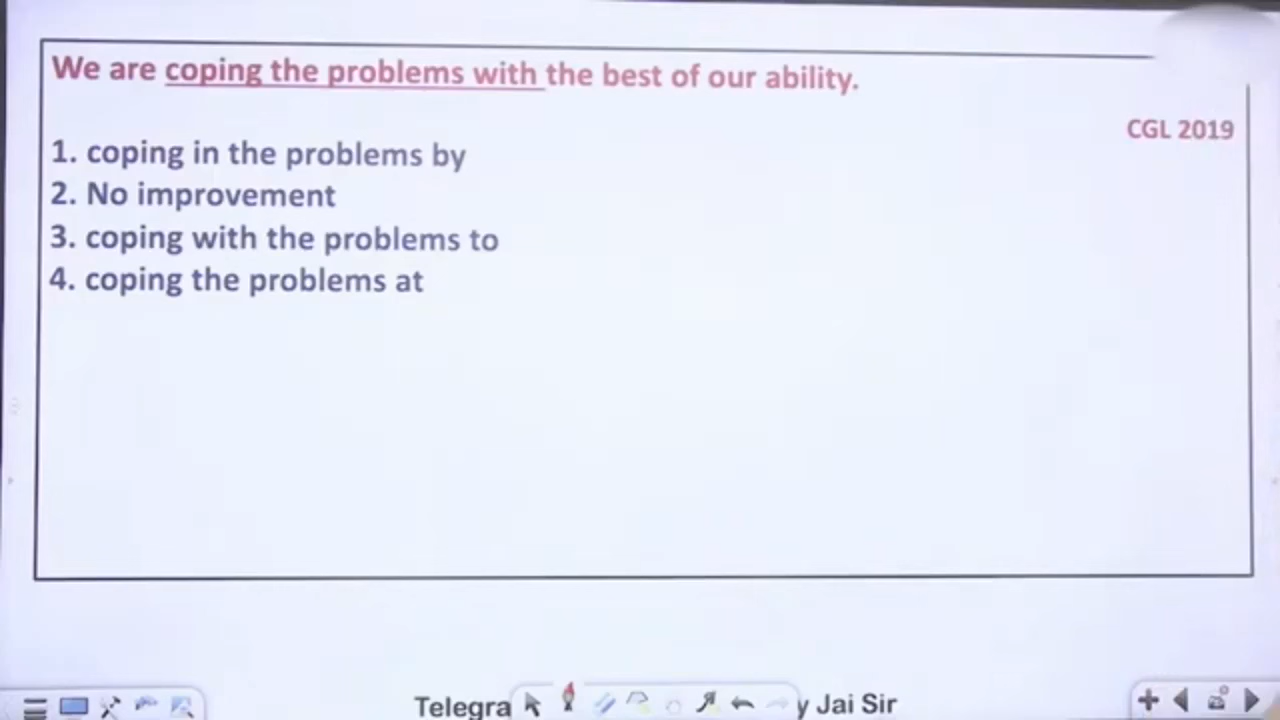 We are coping the problems with the best of our ability.
CGL 2019
1. coping in the problems by
2. No improvement
3. coping with the problems to
4. coping the problems at
Telegra
y Jai Sir